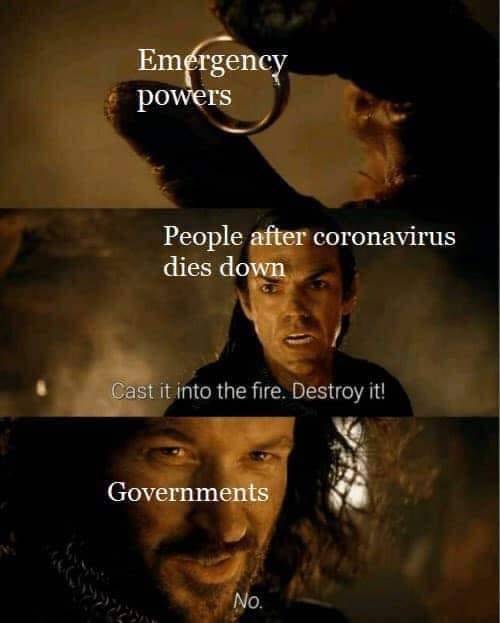 Emergency
powers
People after coronavirus
dies down
Cast it into the fire. Destroy it!
Governments
No.